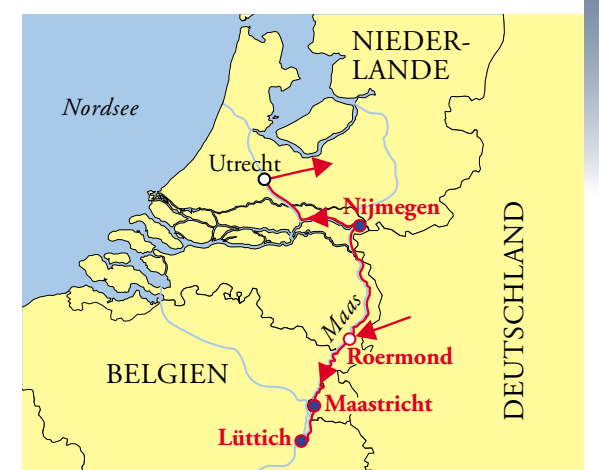 NIEDER-
LANDE
Nordsee
Utrecht
Nijmegen
DEUTSCHLAND
Maas
Roermond
BELGIEN
Maastricht
Lüttich